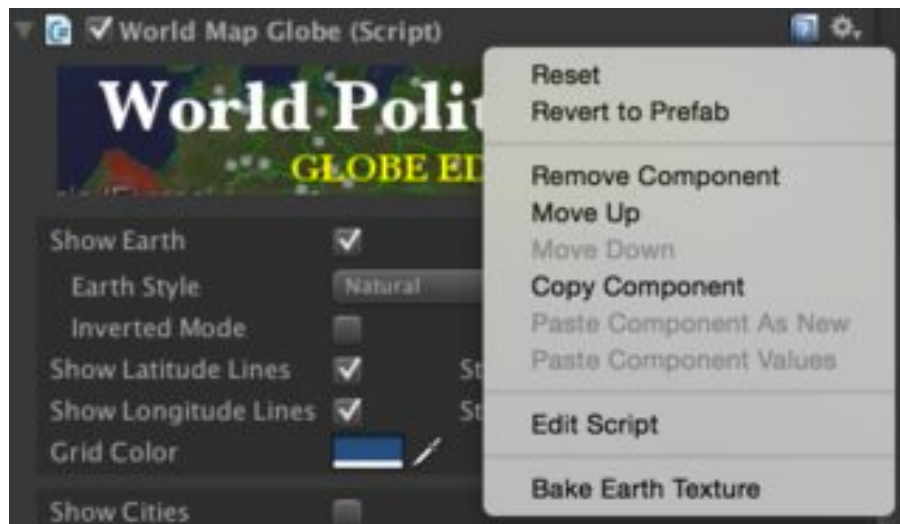 World Map Globe (Script)
World Polit
GLOBE ED
Show Earth
Earth Style Natural
Inverted Mode
Show Latitude Lines St
Show Longitude Lines St
Grid Color
Show Cities
Reset
Revert to Prefab
Remove Component
Move Up
Move Down
Copy Component
Paste Component As New
Paste Component Values
Edit Script
Bake Earth Texture